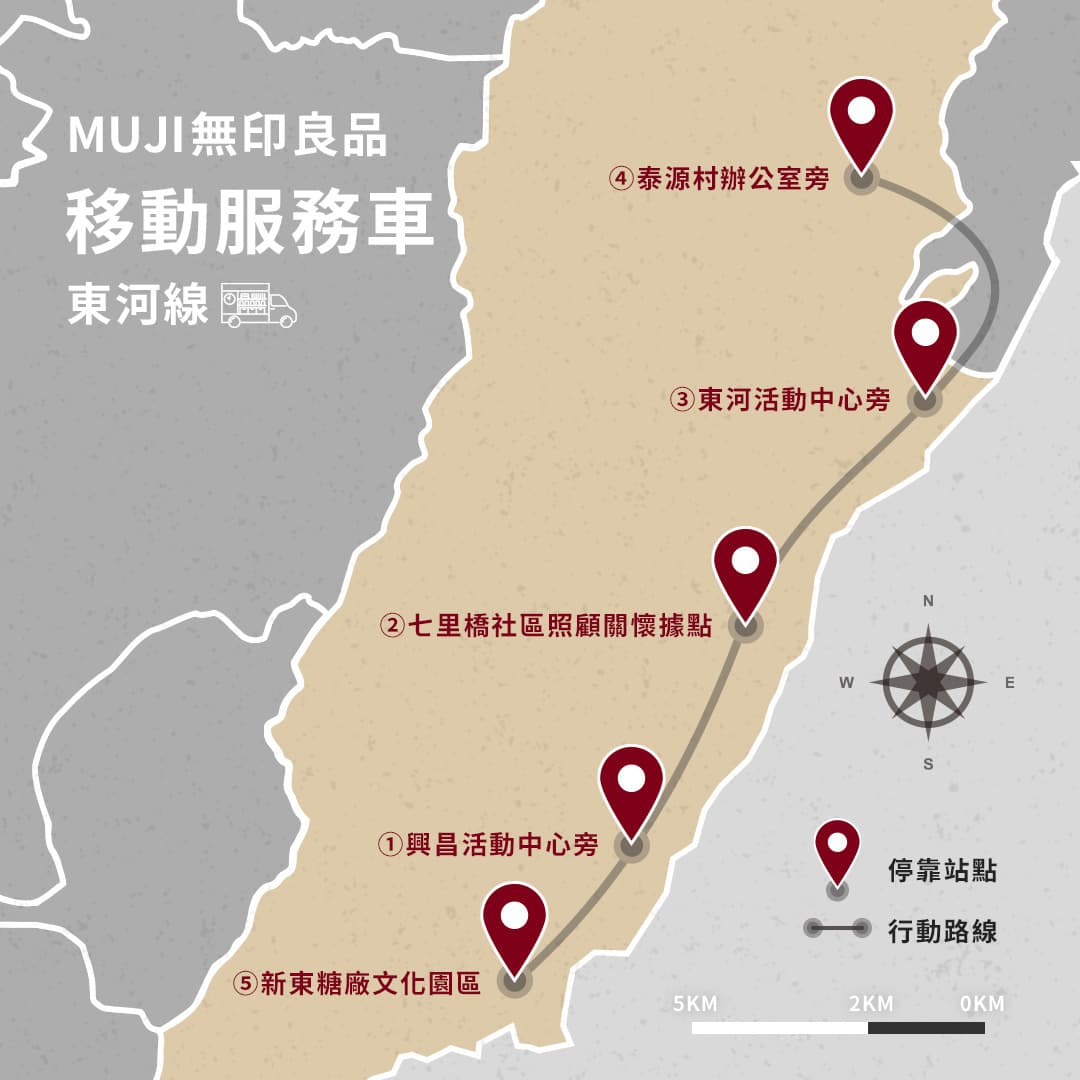 MUJI無印良品
移動服務車
東河線
④泰源村辦公室旁
③東河活動中心旁
②七里橋社區照顧關懷據點
①興昌活動中心旁
⑤新東糖廠文化園區
N
W
E
S
停靠站點
行動路線
5KM 2KM 0KM